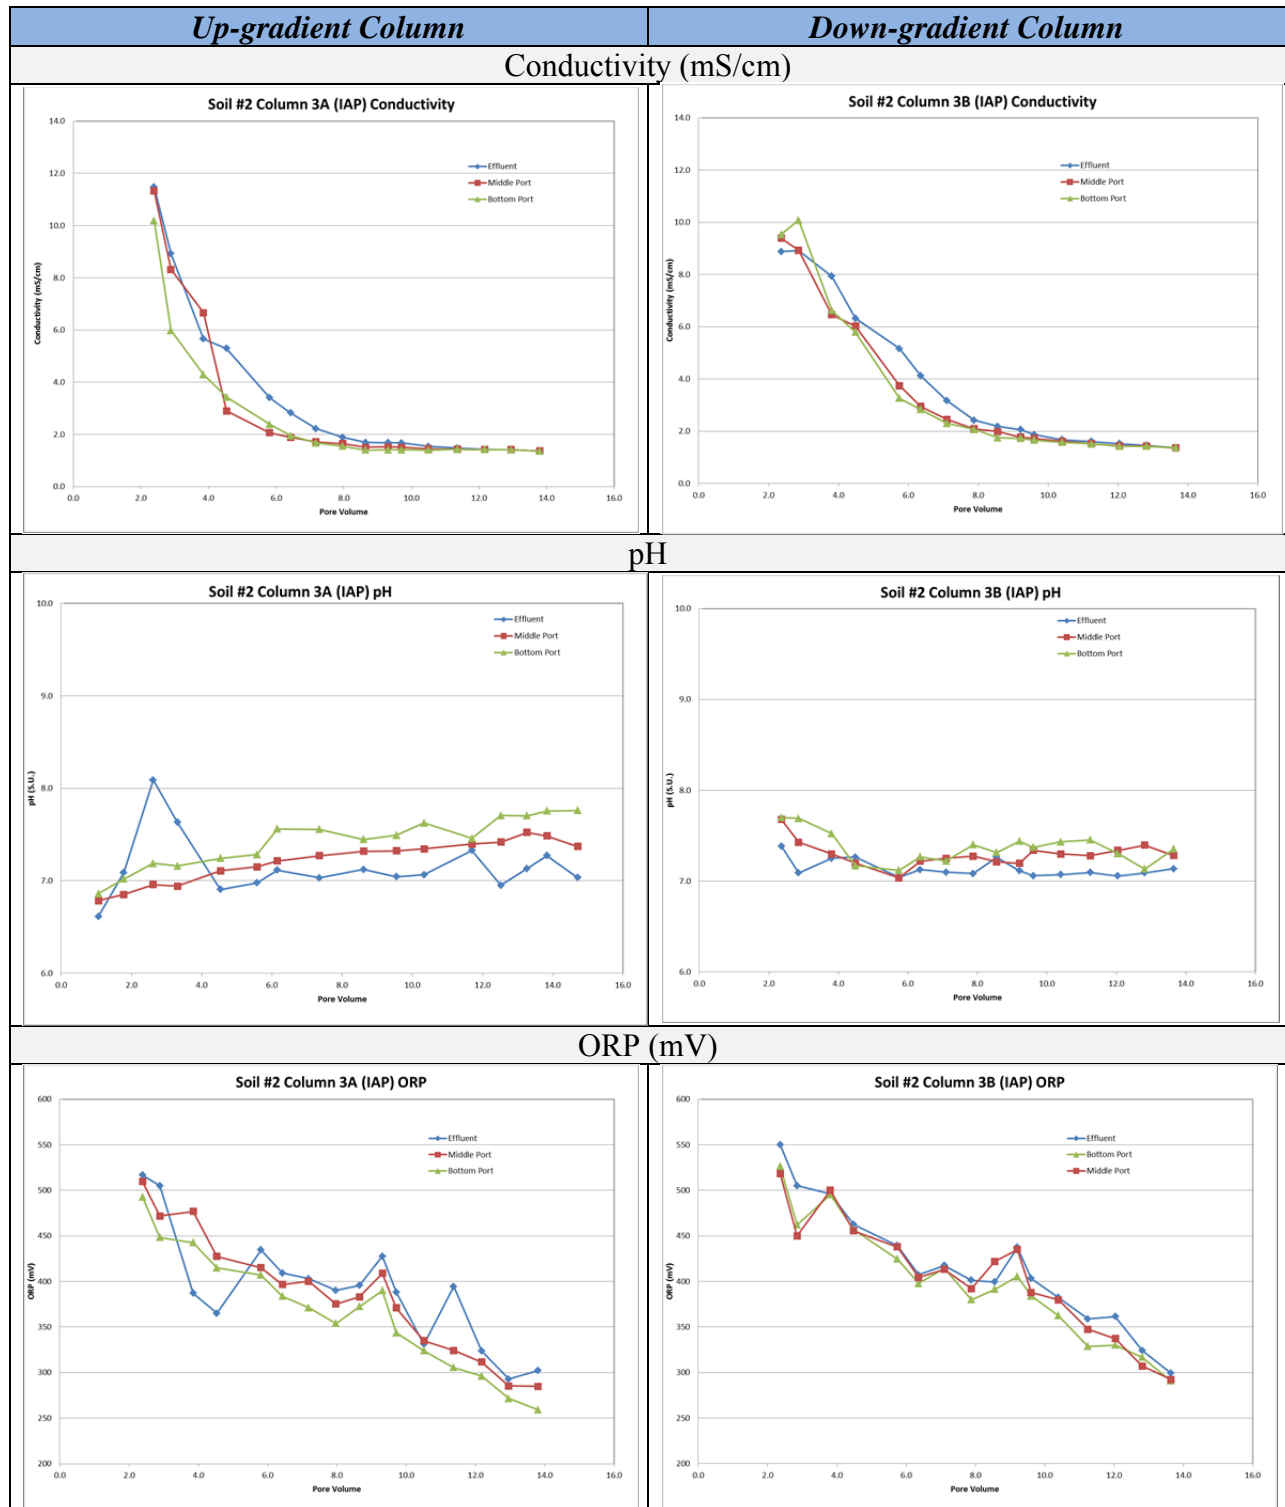 Up-gradient Column Down-gradient Column
Conductivity (mS/cm)
Soil #2 Column 3A (IAP) Conductivity
14.0
12.0
10.0
8.0
6.0
4.0
2.0
0.0
Conductivity (mS/cm)
Effluent
Middle Port
Bottom Port
0.0 2.0 4.0 6.0 8.0 10.0 12.0 14.0 16.0
Pore Volume
Soil #2 Column 3B (IAP) Conductivity
14.0
12.0
10.0
8.0
6.0
4.0
2.0
0.0
Conductivity (mS/cm)
Effluent
Middle Port
Bottom Port
0.0 2.0 4.0 6.0 8.0 10.0 12.0 14.0 16.0
Pore Volume
pH
Soil #2 Column 3A (IAP) pH
10.0
9.0
8.0
7.0
6.0
pH (S.U.)
Effluent
Middle Port
Bottom Port
0.0 2.0 4.0 6.0 8.0 10.0 12.0 14.0 16.0
Pore Volume
Soil #2 Column 3B (IAP) pH
10.0
9.0
8.0
7.0
6.0
pH (S.U.)
Effluent
Middle Port
Bottom Port
0.0 2.0 4.0 6.0 8.0 10.0 12.0 14.0 16.0
Pore Volume
ORP (mV)
Soil #2 Column 3A (IAP) ORP
600
550
500
450
400
350
300
250
200
ORP (mV)
Effluent
Middle Port
Bottom Port
0.0 2.0 4.0 6.0 8.0 10.0 12.0 14.0 16.0
Pore Volume
Soil #2 Column 3B (IAP) ORP
600
550
500
450
400
350
300
250
200
ORP (mV)
Effluent
Bottom Port
Middle Port
0.0 2.0 4.0 6.0 8.0 10.0 12.0 14.0 16.0
Pore Volume